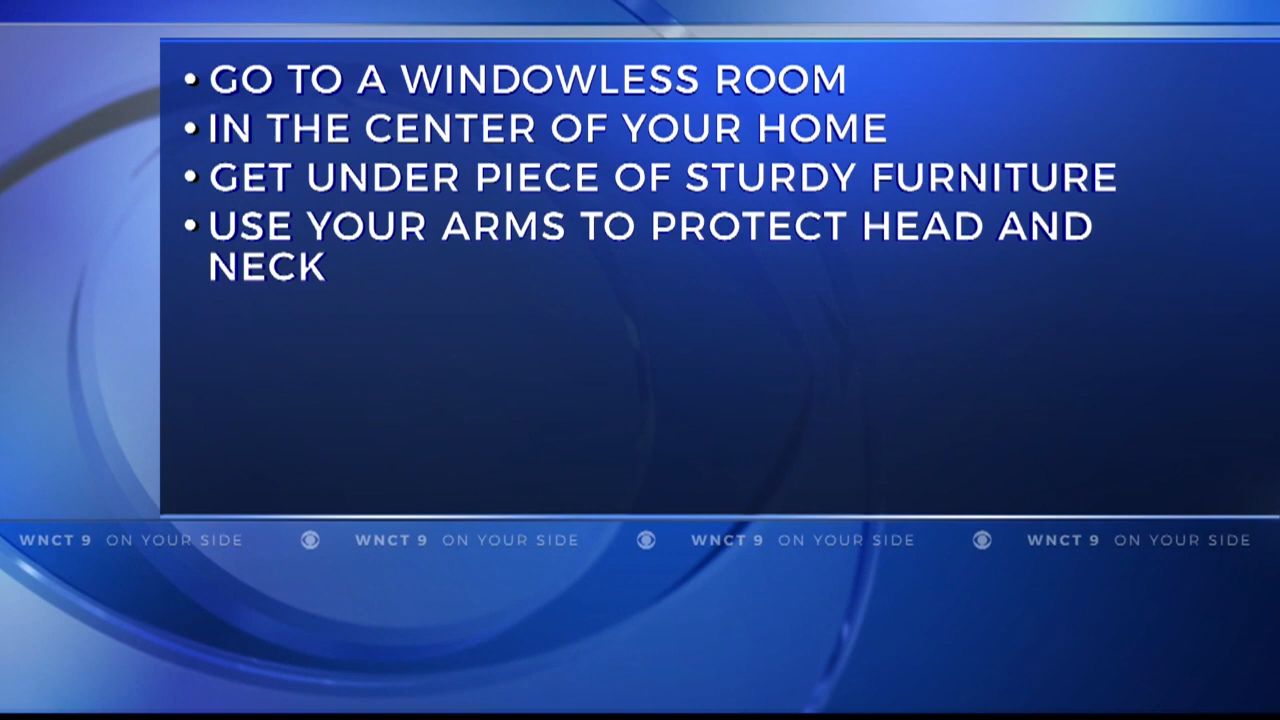 • GO TO A WINDOWLESS ROOM
• IN THE CENTER OF YOUR HOME
• GET UNDER PIECE OF STURDY FURNITURE
• USE YOUR ARMS TO PROTECT HEAD AND
NECK
WNCT 9 ON YOUR SIDE WNCT 9 ON YOUR SIDE WNCT 9 ON YOUR SIDE WNCT 9 ON YOUR SIDE